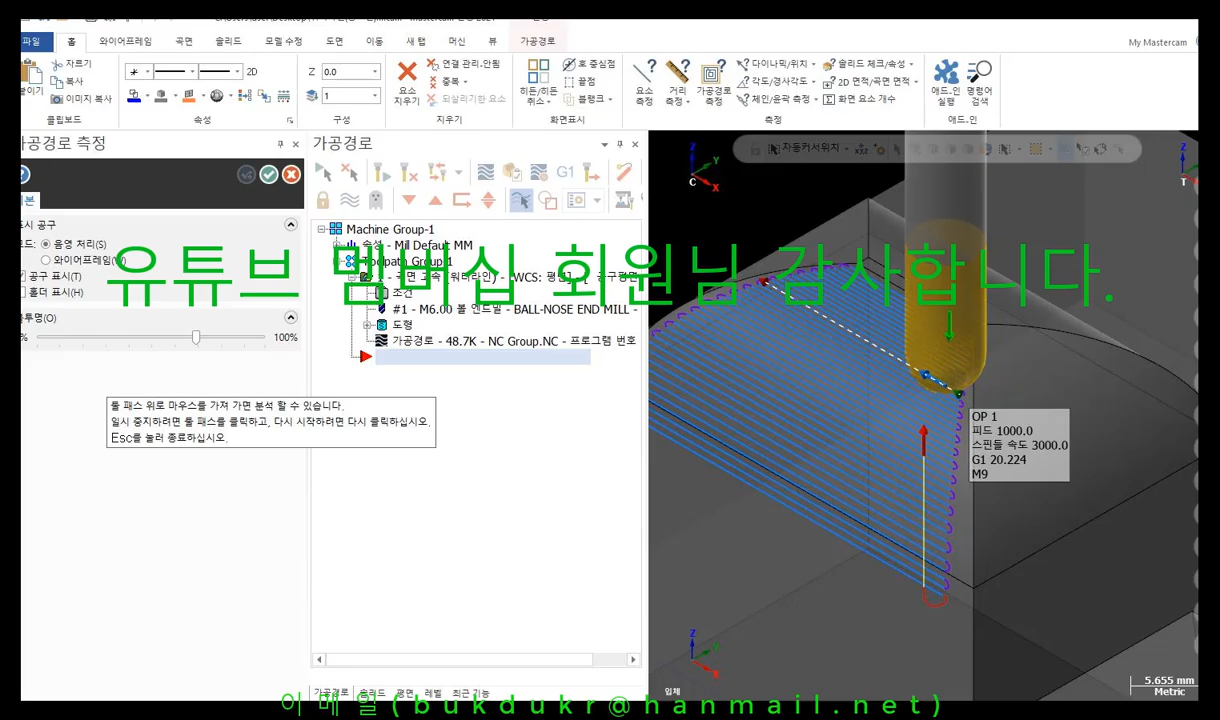 파일 홈 와이어프레임 곡면 솔리드 모델 수정 도면 이동 새 탭 머신 뷰 가공경로 My Mastercam
자르기
복사
이미지 복사
클립보드
2D
속성
Z 0.0
1
구성
요소
지우기
연결 관리.안됨
중복
되살리기한 요소
지우기
히든/히든
취소
호 중심점
끝점
블랭크
화면표시
요소
측정
거리
측정
가공경로
측정
다이나믹/위치
각도/경사각도
체인/윤곽 측정
솔리드 체크/속성
2D 면적/곡면 면적
화면 요소 개수
측정
애드.인
실행
명령어
검색
애드.인
가공경로 측정
표시 공구
음영 처리(S)
와이어프레임(W)
공구 표시(T)
홀더 표시(H)
100%
툴 패스 위로 마우스를 가져 가면 분석 할 수 있습니다.
일시 중지하려면 툴 패스를 클릭하고, 다시 시작하려면 다시 클릭하십시오.
Esc를 눌러 종료하십시오.
가공경로
G1
Machine Group-1
속성 - Mil Default MM
Toolpath Group-1
조건
#1 - M6.00 볼 엔드밀 - BALL-NOSE END MILL -
도형
가공경로 - 48.7K - NC Group.NC - 프로그램 번호
가공경로 솔리드 평면 레벨 최근 기능
자동커서위치
유튜브 멤버십 회원님 감사합니다.
OP 1
피드 1000.0
스핀들 속도 3000.0
G1 20.224
M9
Z
Y
X
C
Z
T
Z
Y
X
입체
5.655 mm
Metric
이메일(bukdukr@hanmail.net)